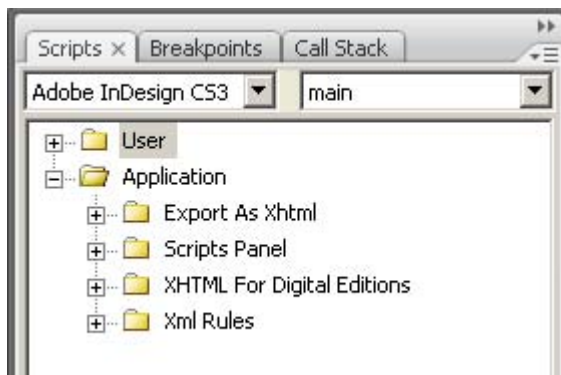 Scripts × Breakpoints Call Stack
Adobe InDesign CS3 main
User
Application
Export As Xhtml
Scripts Panel
XHTML For Digital Editions
Xml Rules